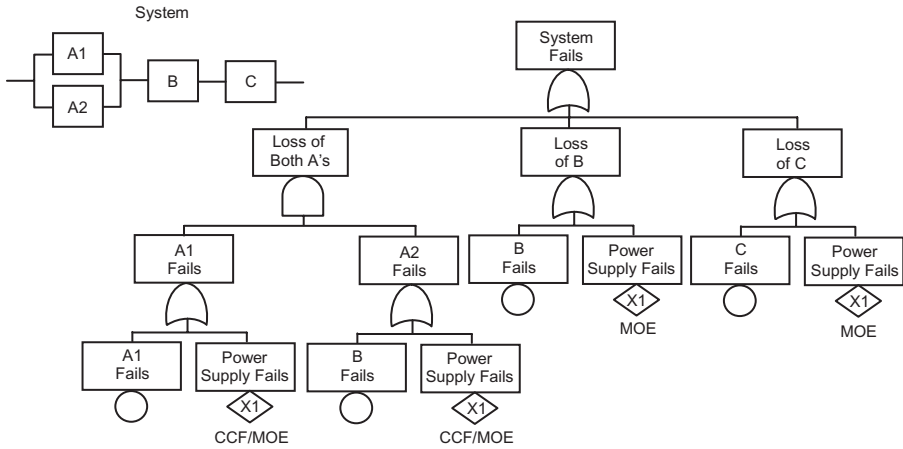 System
A1
A2
B
C
System
Fails
Loss of
Both A's
Loss
of B
Loss
of C
A1
Fails
A2
Fails
B
Fails
Power
Supply Fails
X1
MOE
C
Fails
Power
Supply Fails
X1
MOE
A1
Fails
Power
Supply Fails
X1
CCF/MOE
B
Fails
Power
Supply Fails
X1
CCF/MOE